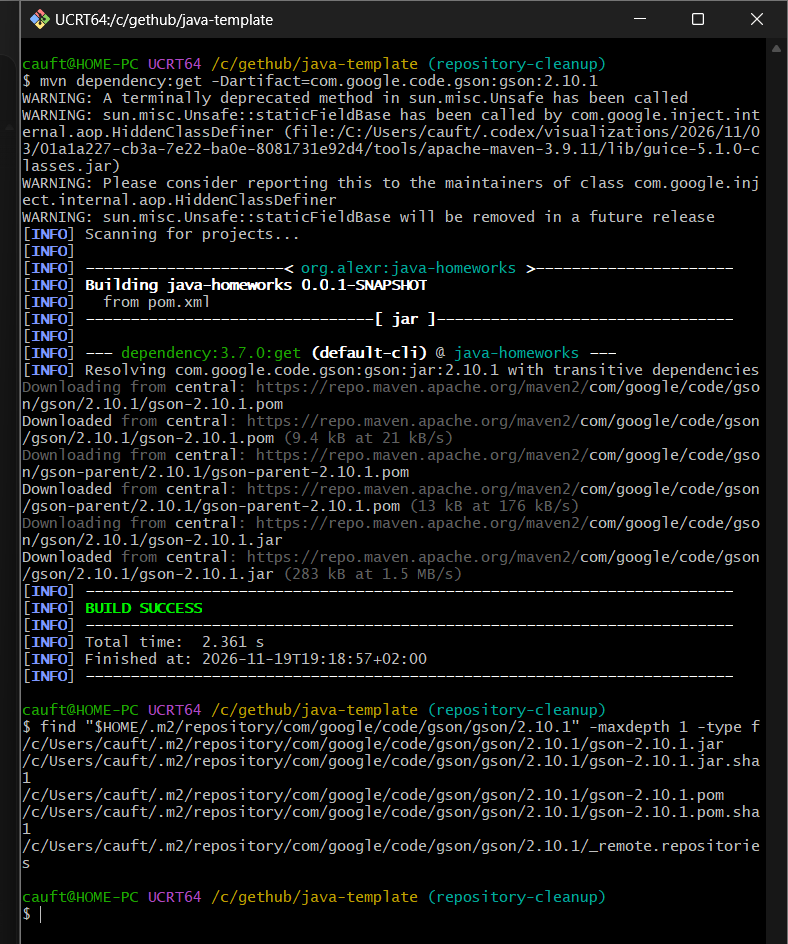 UCRT64:/c/gethub/java-template
cauft@HOME-PC UCRT64 /c/gethub/java-template (repository-cleanup)
$ mvn dependency:get -Dartifact=com.google.code.gson:gson:2.10.1
WARNING: A terminally deprecated method in sun.misc.Unsafe has been called
WARNING: sun.misc.Unsafe::staticFieldBase has been called by com.google.inject.int
ernal.aop.HiddenClassDefiner (file:/C:/Users/cauft/.codex/visualizations/2026/11/0
3/01a1a227-cb3a-7e22-ba0e-8081731e92d4/tools/apache-maven-3.9.11/lib/guice-5.1.0-c
lasses.jar)
WARNING: Please consider reporting this to the maintainers of class com.google.inj
ect.internal.aop.HiddenClassDefiner
WARNING: sun.misc.Unsafe::staticFieldBase will be removed in a future release
[INFO] Scanning for projects...
[INFO]
[INFO] ----------------------< org.alexr:java-homeworks >----------------------
[INFO] Building java-homeworks 0.0.1-SNAPSHOT
[INFO]   from pom.xml
[INFO] --------------------------------[ jar ]---------------------------------
[INFO]
[INFO] --- dependency:3.7.0:get (default-cli) @ java-homeworks ---
[INFO] Resolving com.google.code.gson:gson:jar:2.10.1 with transitive dependencies
Downloading from central: https://repo.maven.apache.org/maven2/com/google/code/gso
n/gson/2.10.1/gson-2.10.1.pom
Downloaded from central: https://repo.maven.apache.org/maven2/com/google/code/gson
/gson/2.10.1/gson-2.10.1.pom (9.4 kB at 21 kB/s)
Downloading from central: https://repo.maven.apache.org/maven2/com/google/code/gso
n/gson-parent/2.10.1/gson-parent-2.10.1.pom
Downloaded from central: https://repo.maven.apache.org/maven2/com/google/code/gson
/gson-parent/2.10.1/gson-parent-2.10.1.pom (13 kB at 176 kB/s)
Downloading from central: https://repo.maven.apache.org/maven2/com/google/code/gso
n/gson/2.10.1/gson-2.10.1.jar
Downloaded from central: https://repo.maven.apache.org/maven2/com/google/code/gson
/gson/2.10.1/gson-2.10.1.jar (283 kB at 1.5 MB/s)
[INFO] ------------------------------------------------------------------------
[INFO] BUILD SUCCESS
[INFO] ------------------------------------------------------------------------
[INFO] Total time:  2.361 s
[INFO] Finished at: 2026-11-19T19:18:57+02:00
[INFO] ------------------------------------------------------------------------
cauft@HOME-PC UCRT64 /c/gethub/java-template (repository-cleanup)
$ find "$HOME/.m2/repository/com/google/code/gson/gson/2.10.1" -maxdepth 1 -type f
/c/Users/cauft/.m2/repository/com/google/code/gson/gson/2.10.1/gson-2.10.1.jar
/c/Users/cauft/.m2/repository/com/google/code/gson/gson/2.10.1/gson-2.10.1.jar.sha
1
/c/Users/cauft/.m2/repository/com/google/code/gson/gson/2.10.1/gson-2.10.1.pom
/c/Users/cauft/.m2/repository/com/google/code/gson/gson/2.10.1/gson-2.10.1.pom.sha
1
/c/Users/cauft/.m2/repository/com/google/code/gson/gson/2.10.1/_remote.repositorie
s
cauft@HOME-PC UCRT64 /c/gethub/java-template (repository-cleanup)
$